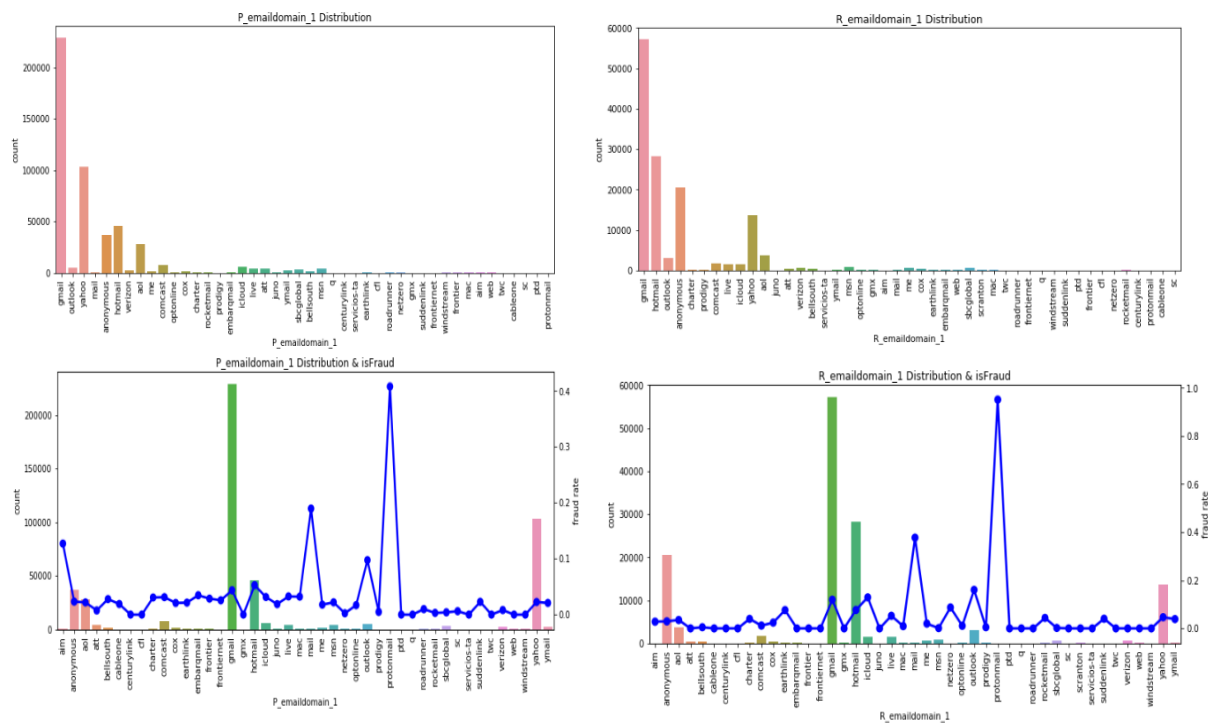 P_emaildomain_1 Distribution
count
200000
150000
100000
50000
0
gmail
outlook
yahoo
mail
anonymous
hotmail
verizon
aol
me
comcast
optonline
cox
charter
rocketmail
prodigy
embarqmail
icloud
live
att
juno
ymail
sbcglobal
bellsouth
msn
q
centurylink
servicios-ta
earthlink
cfl
roadrunner
netzero
gmx
suddenlink
frontiernet
windstream
frontier
mac
aim
web
twc
cableone
sc
ptd
protonmail
P_emaildomain_1
R_emaildomain_1 Distribution
count
60000
50000
40000
30000
20000
10000
0
gmail
hotmail
outlook
anonymous
charter
prodigy
comcast
live
icloud
yahoo
aol
juno
att
verizon
bellsouth
servicios-ta
ymail
msn
optonline
gmx
aim
mail
me
cox
earthlink
embarqmail
web
sbcglobal
scranton
mac
twc
roadrunner
frontiernet
q
windstream
suddenlink
ptd
frontier
cfl
netzero
rocketmail
centurylink
protonmail
cableone
sc
R_emaildomain_1
P_emaildomain_1 Distribution & isFraud
count
200000
150000
100000
50000
0
0.4
0.3
0.2
0.1
0.0
fraud rate
aim
anonymous
aol
att
bellsouth
cableone
centurylink
cfl
charter
comcast
cox
earthlink
embarqmail
frontier
frontiernet
gmail
gmx
hotmail
icloud
juno
live
mac
mail
me
msn
netzero
optonline
outlook
prodigy
protonmail
ptd
q
roadrunner
rocketmail
sbcglobal
sc
servicios-ta
suddenlink
twc
verizon
web
windstream
yahoo
ymail
P_emaildomain_1
R_emaildomain_1 Distribution & isFraud
count
60000
50000
40000
30000
20000
10000
0
1.0
0.8
0.6
0.4
0.2
0.0
fraud rate
aim
anonymous
aol
att
bellsouth
cableone
centurylink
cfl
charter
comcast
cox
earthlink
embarqmail
frontier
frontiernet
gmail
gmx
hotmail
icloud
juno
live
mac
mail
me
msn
netzero
optonline
outlook
prodigy
protonmail
ptd
q
roadrunner
rocketmail
sbcglobal
sc
scranton
servicios-ta
suddenlink
twc
verizon
web
windstream
yahoo
ymail
R_emaildomain_1